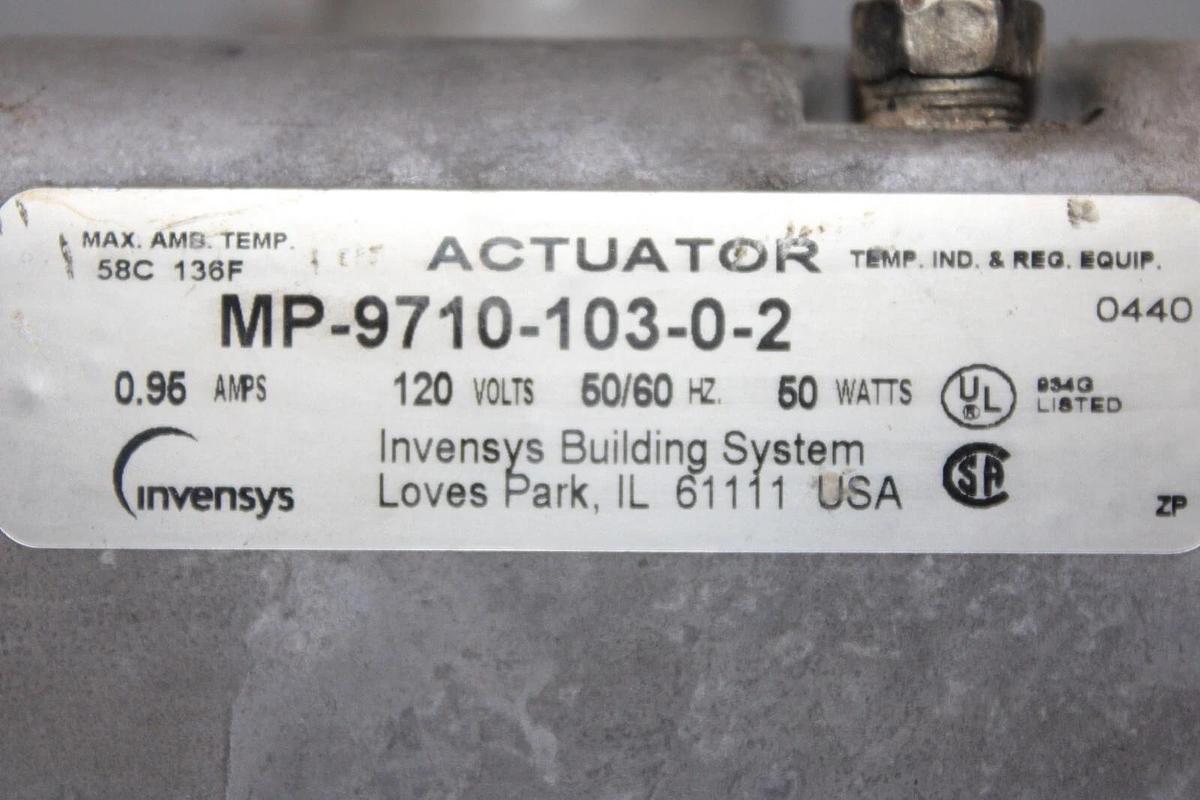 MAX. AMB. TEMP. ACTUATOR TEMP. IND. & REG. EQUIP.
58C 136F
MP-9710-103-0-2 0440
0.95 AMPS 120 VOLTS 50/60 HZ. 50 WATTS UL ® 934G LISTED
invensys Invensys Building System SA
Loves Park, IL 61111 USA ZP